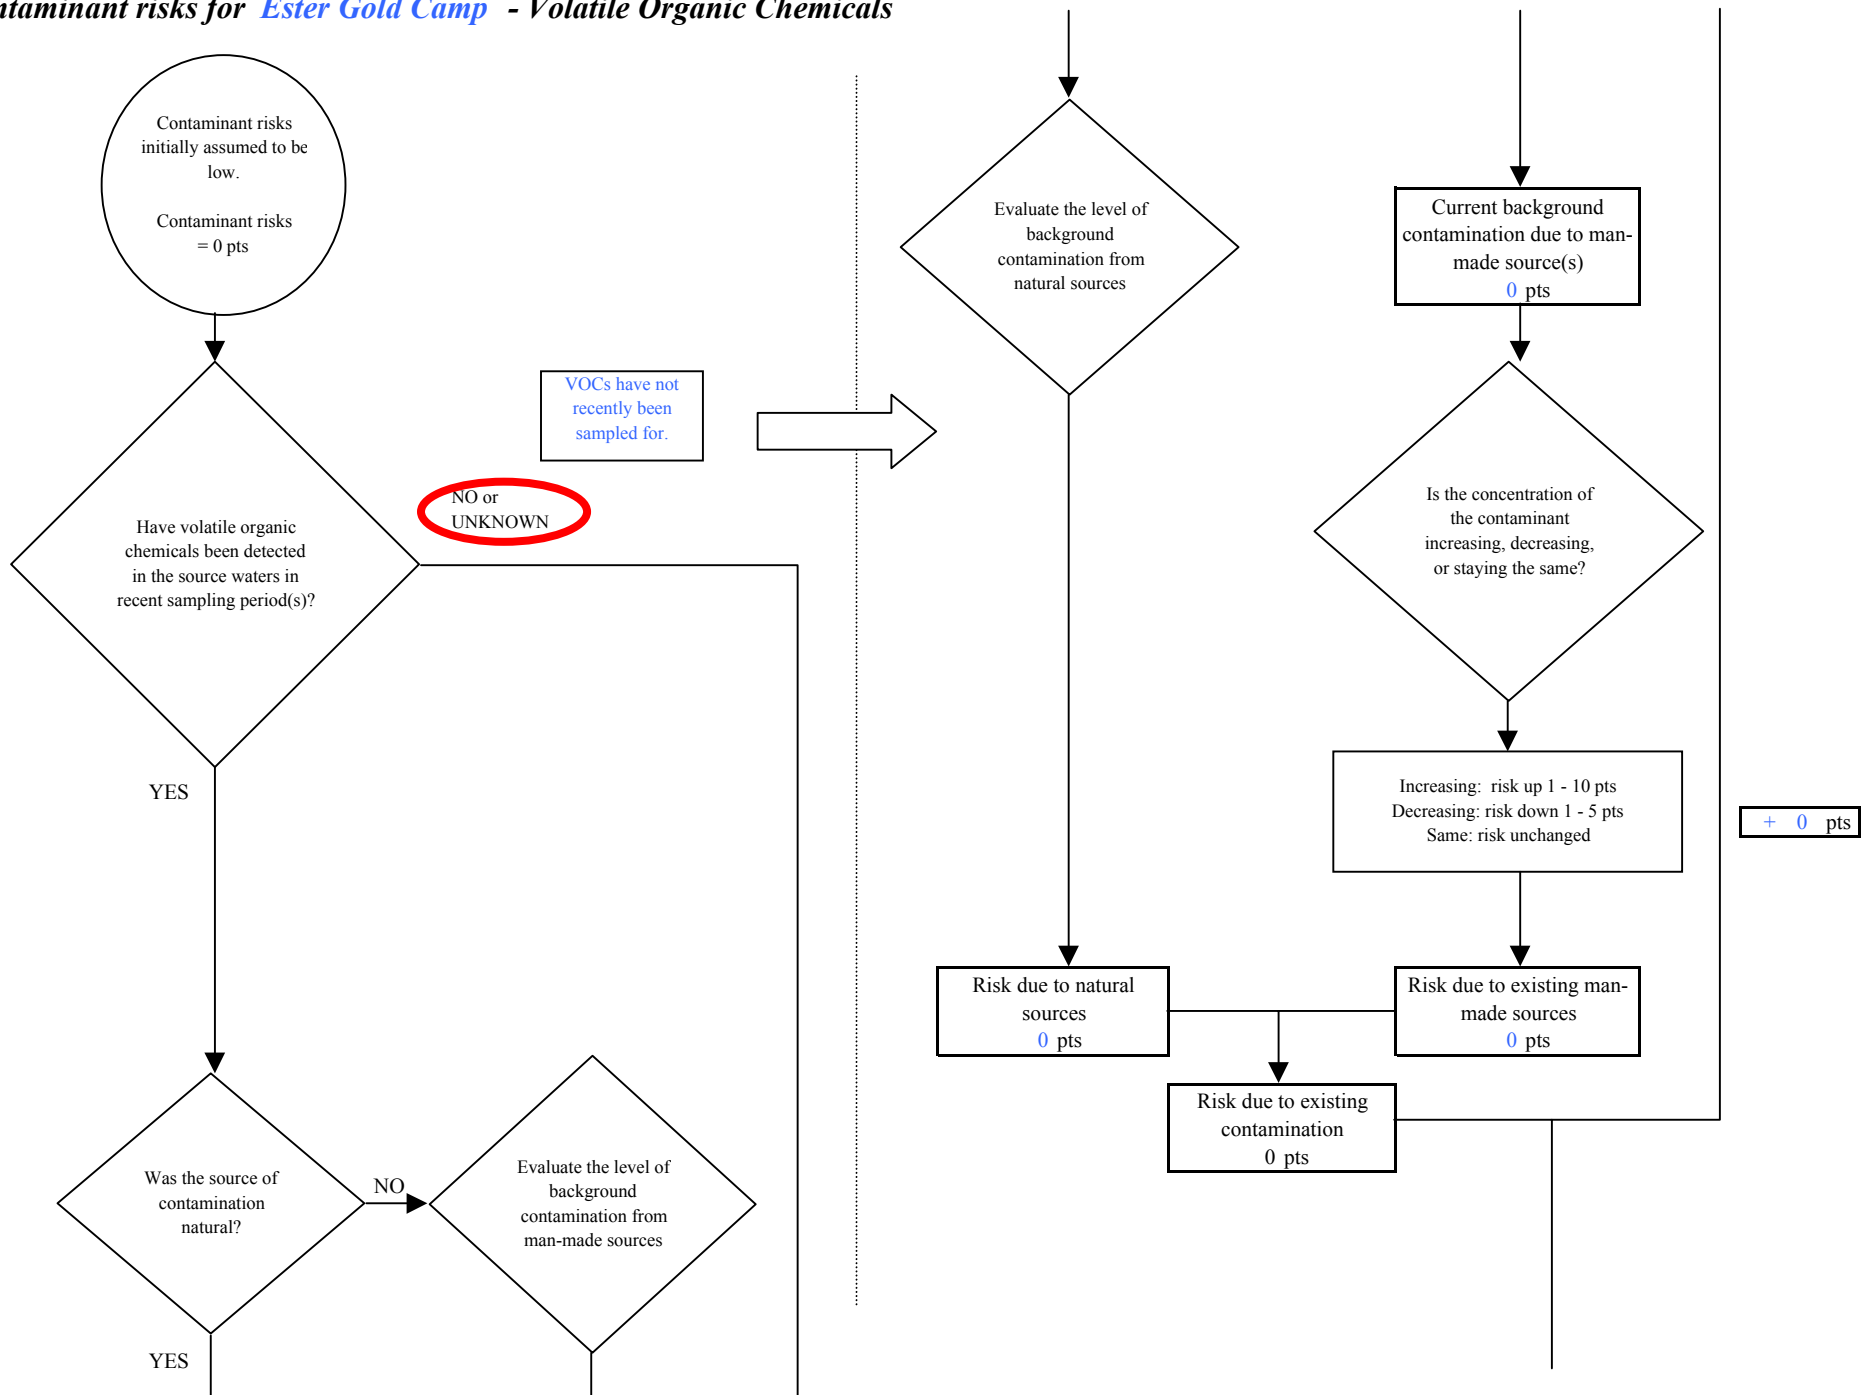 ntaminant risks for Ester Gold Camp - Volatile Organic Chemicals
Contaminant risks
initially assumed to be
low.
Contaminant risks
= 0 pts
VOCs have not
recently been
sampled for.
NO or
UNKNOWN
Have volatile organic
chemicals been detected
in the source waters in
recent sampling period(s)?
YES
Was the source of
contamination
natural?
NO
Evaluate the level of
background
contamination from
man-made sources
YES
Evaluate the level of
background
contamination from
natural sources
Current background
contamination due to man-
made source(s)
0 pts
Is the concentration of
the contaminant
increasing, decreasing,
or staying the same?
Increasing: risk up 1 - 10 pts
Decreasing: risk down 1 - 5 pts
Same: risk unchanged
+ 0 pts
Risk due to natural
sources
0 pts
Risk due to existing man-
made sources
0 pts
Risk due to existing
contamination
0 pts